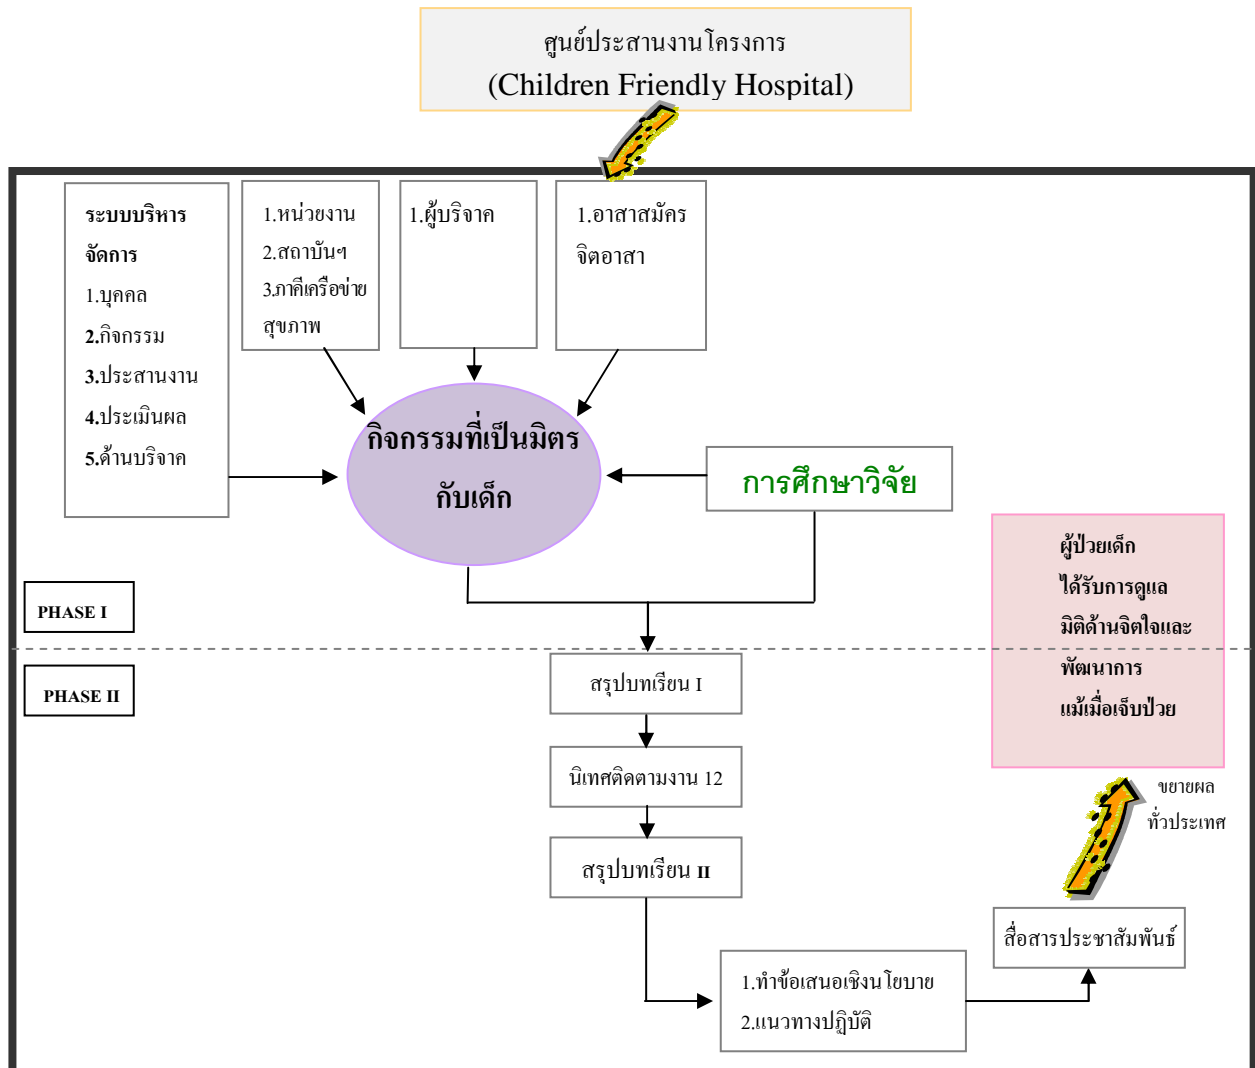 ศูนย์ประสานงานโครงการ
(Children Friendly Hospital)
ระบบบริหาร
จัดการ
1.บุคคล
2.กิจกรรม
3.ประสานงาน
4.ประเมินผล
5.ด้านบริจาค
1.หน่วยงาน
2.สถาบันฯ
3.ภาคีเครือข่าย
สุขภาพ
1.ผู้บริจาค
1.อาสาสมัคร
จิตอาสา
กิจกรรมที่เป็นมิตร
กับเด็ก
การศึกษาวิจัย
PHASE I
PHASE II
สรุปบทเรียน I
นิเทศติดตามงาน 12
สรุปบทเรียน II
1.ทำข้อเสนอเชิงนโยบาย
2.แนวทางปฏิบัติ
สื่อสารประชาสัมพันธ์
ขยายผล
ทั่วประเทศ
ผู้ป่วยเด็ก
ได้รับการดูแล
มิติด้านจิตใจและ
พัฒนาการ
แม้เมื่อเจ็บป่วย